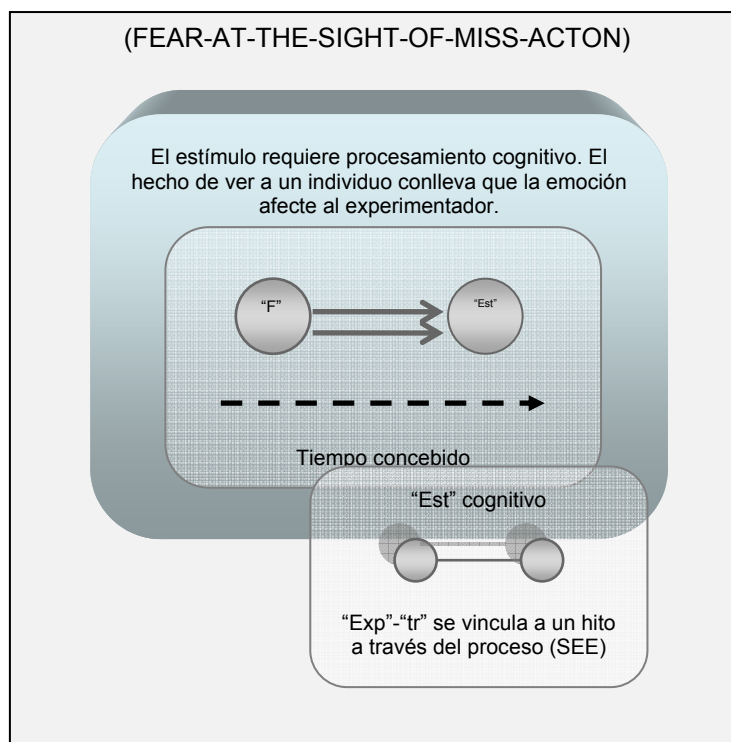 (FEAR-AT-THE-SIGHT-OF-MISS-ACTON)
El estímulo requiere procesamiento cognitivo. El
hecho de ver a un individuo conlleva que la emoción
afecte al experimentador.
“F”
“Est”
Tiempo concebido
“Est” cognitivo
“Exp”-“tr” se vincula a un hito
a través del proceso (SEE)